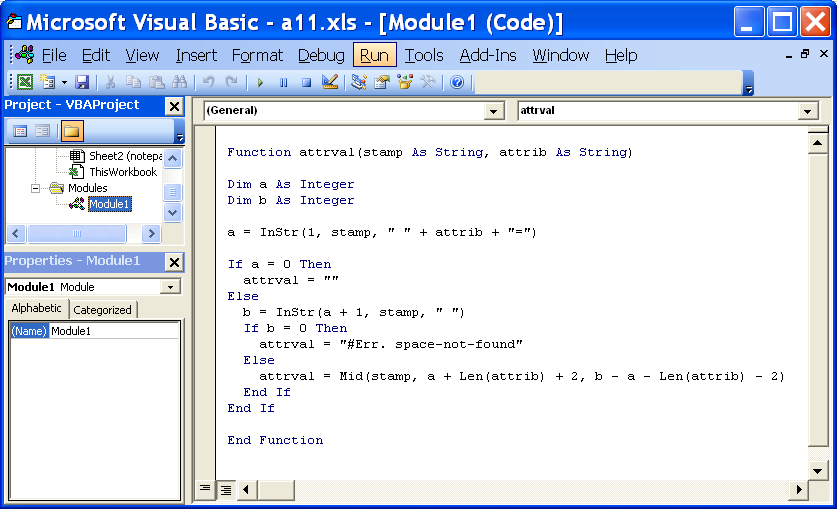 Microsoft Visual Basic - a11.xls - [Module1 (Code)]
File Edit View Insert Format Debug Run Tools Add-Ins Window Help
Project - VBAProject
Sheet2 (notepa
ThisWorkbook
Modules
Module1
Properties - Module1
Module1 Module
Alphabetic Categorized
(Name) Module1
(General) attrval
Function attrval(stamp As String, attrib As String)
Dim a As Integer
Dim b As Integer
a = InStr(1, stamp, " " + attrib + "=")
If a = 0 Then
attrval = ""
Else
b = InStr(a + 1, stamp, " ")
If b = 0 Then
attrval = "#Err. space-not-found"
Else
attrval = Mid(stamp, a + Len(attrib) + 2, b - a - Len(attrib) - 2)
End If
End If
End Function